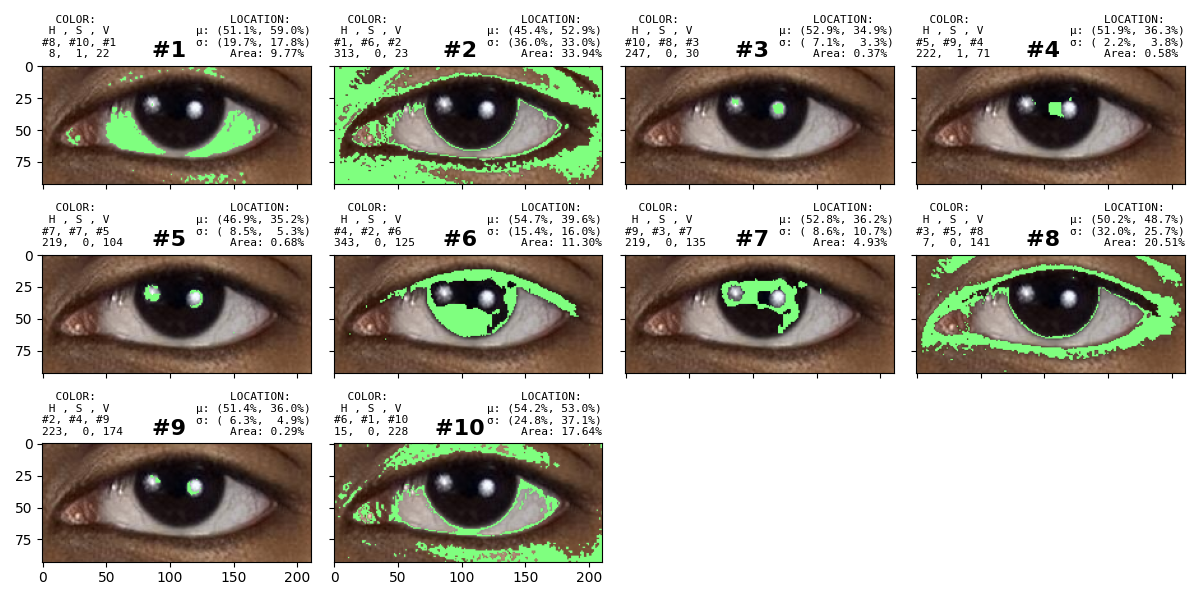 COLOR: LOCATION:
H , S , V μ: (51.1%, 59.0%)
#8, #10, #1 σ: (19.7%, 17.8%)
8, 1, 22 #1 Area: 9.77%
COLOR: LOCATION:
H , S , V μ: (45.4%, 52.9%)
#1, #6, #2 σ: (36.0%, 33.0%)
313, 0, 23 #2 Area: 33.94%
COLOR: LOCATION:
H , S , V μ: (52.9%, 34.9%)
#10, #8, #3 σ: ( 7.1%, 3.3%)
247, 0, 30 #3 Area: 0.37%
COLOR: LOCATION:
H , S , V μ: (51.9%, 36.3%)
#5, #9, #4 σ: ( 2.2%, 3.8%)
222, 1, 71 #4 Area: 0.58%
0
25
50
75
COLOR: LOCATION:
H , S , V μ: (46.9%, 35.2%)
#7, #7, #5 σ: ( 8.5%, 5.3%)
219, 0, 104 #5 Area: 0.68%
COLOR: LOCATION:
H , S , V μ: (54.7%, 39.6%)
#4, #2, #6 σ: (15.4%, 16.0%)
343, 0, 125 #6 Area: 11.30%
COLOR: LOCATION:
H , S , V μ: (52.8%, 36.2%)
#9, #3, #7 σ: ( 8.6%, 10.7%)
219, 0, 135 #7 Area: 4.93%
COLOR: LOCATION:
H , S , V μ: (50.2%, 48.7%)
#3, #5, #8 σ: (32.0%, 25.7%)
7, 0, 141 #8 Area: 20.51%
0
25
50
75
COLOR: LOCATION:
H , S , V μ: (51.4%, 36.0%)
#2, #4, #9 σ: ( 6.3%, 4.9%)
223, 0, 174 #9 Area: 0.29%
COLOR: LOCATION:
H , S , V μ: (54.2%, 53.0%)
#6, #1, #10 σ: (24.8%, 37.1%)
15, 0, 228 #10 Area: 17.64%
0
25
50
75
0 50 100 150 200
0 50 100 150 200